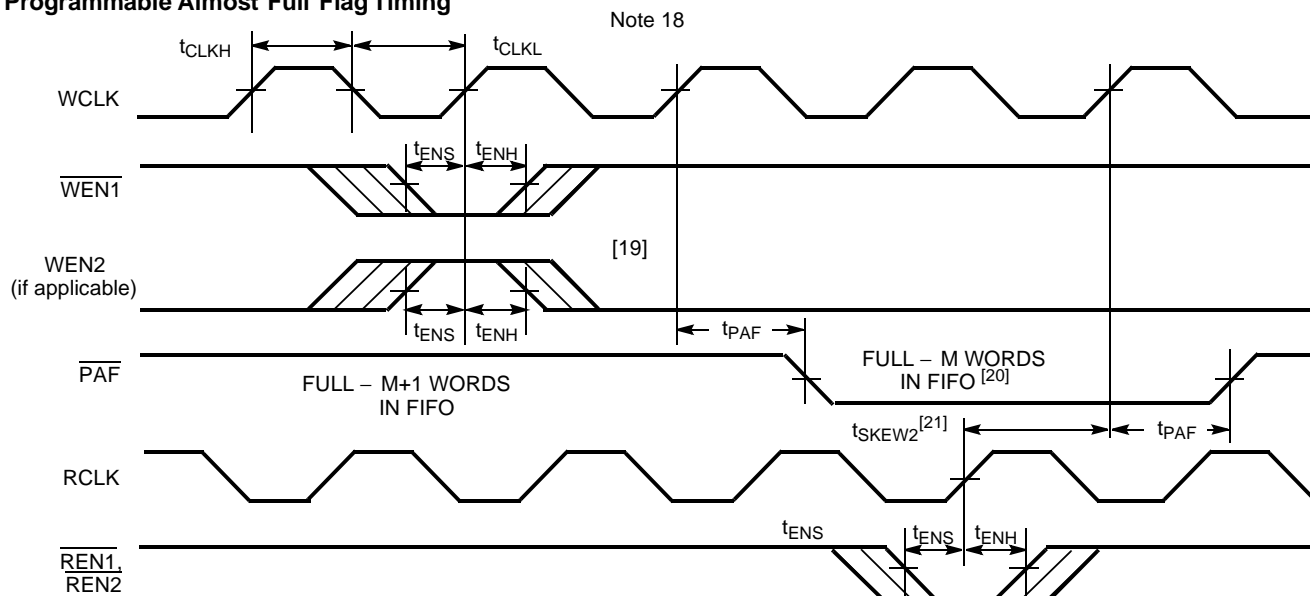 Programmable Almost Full Flag Timing
Note 18
tCLKH
tCLKL
WCLK
tENS tENH
WEN1
[19]
WEN2
(if applicable)
tENS tENH
tPAF
PAF
FULL − M+1 WORDS
IN FIFO
FULL − M WORDS
IN FIFO [20]
tSKEW2[21]
tPAF
RCLK
tENS
tENS tENH
REN1,
REN2